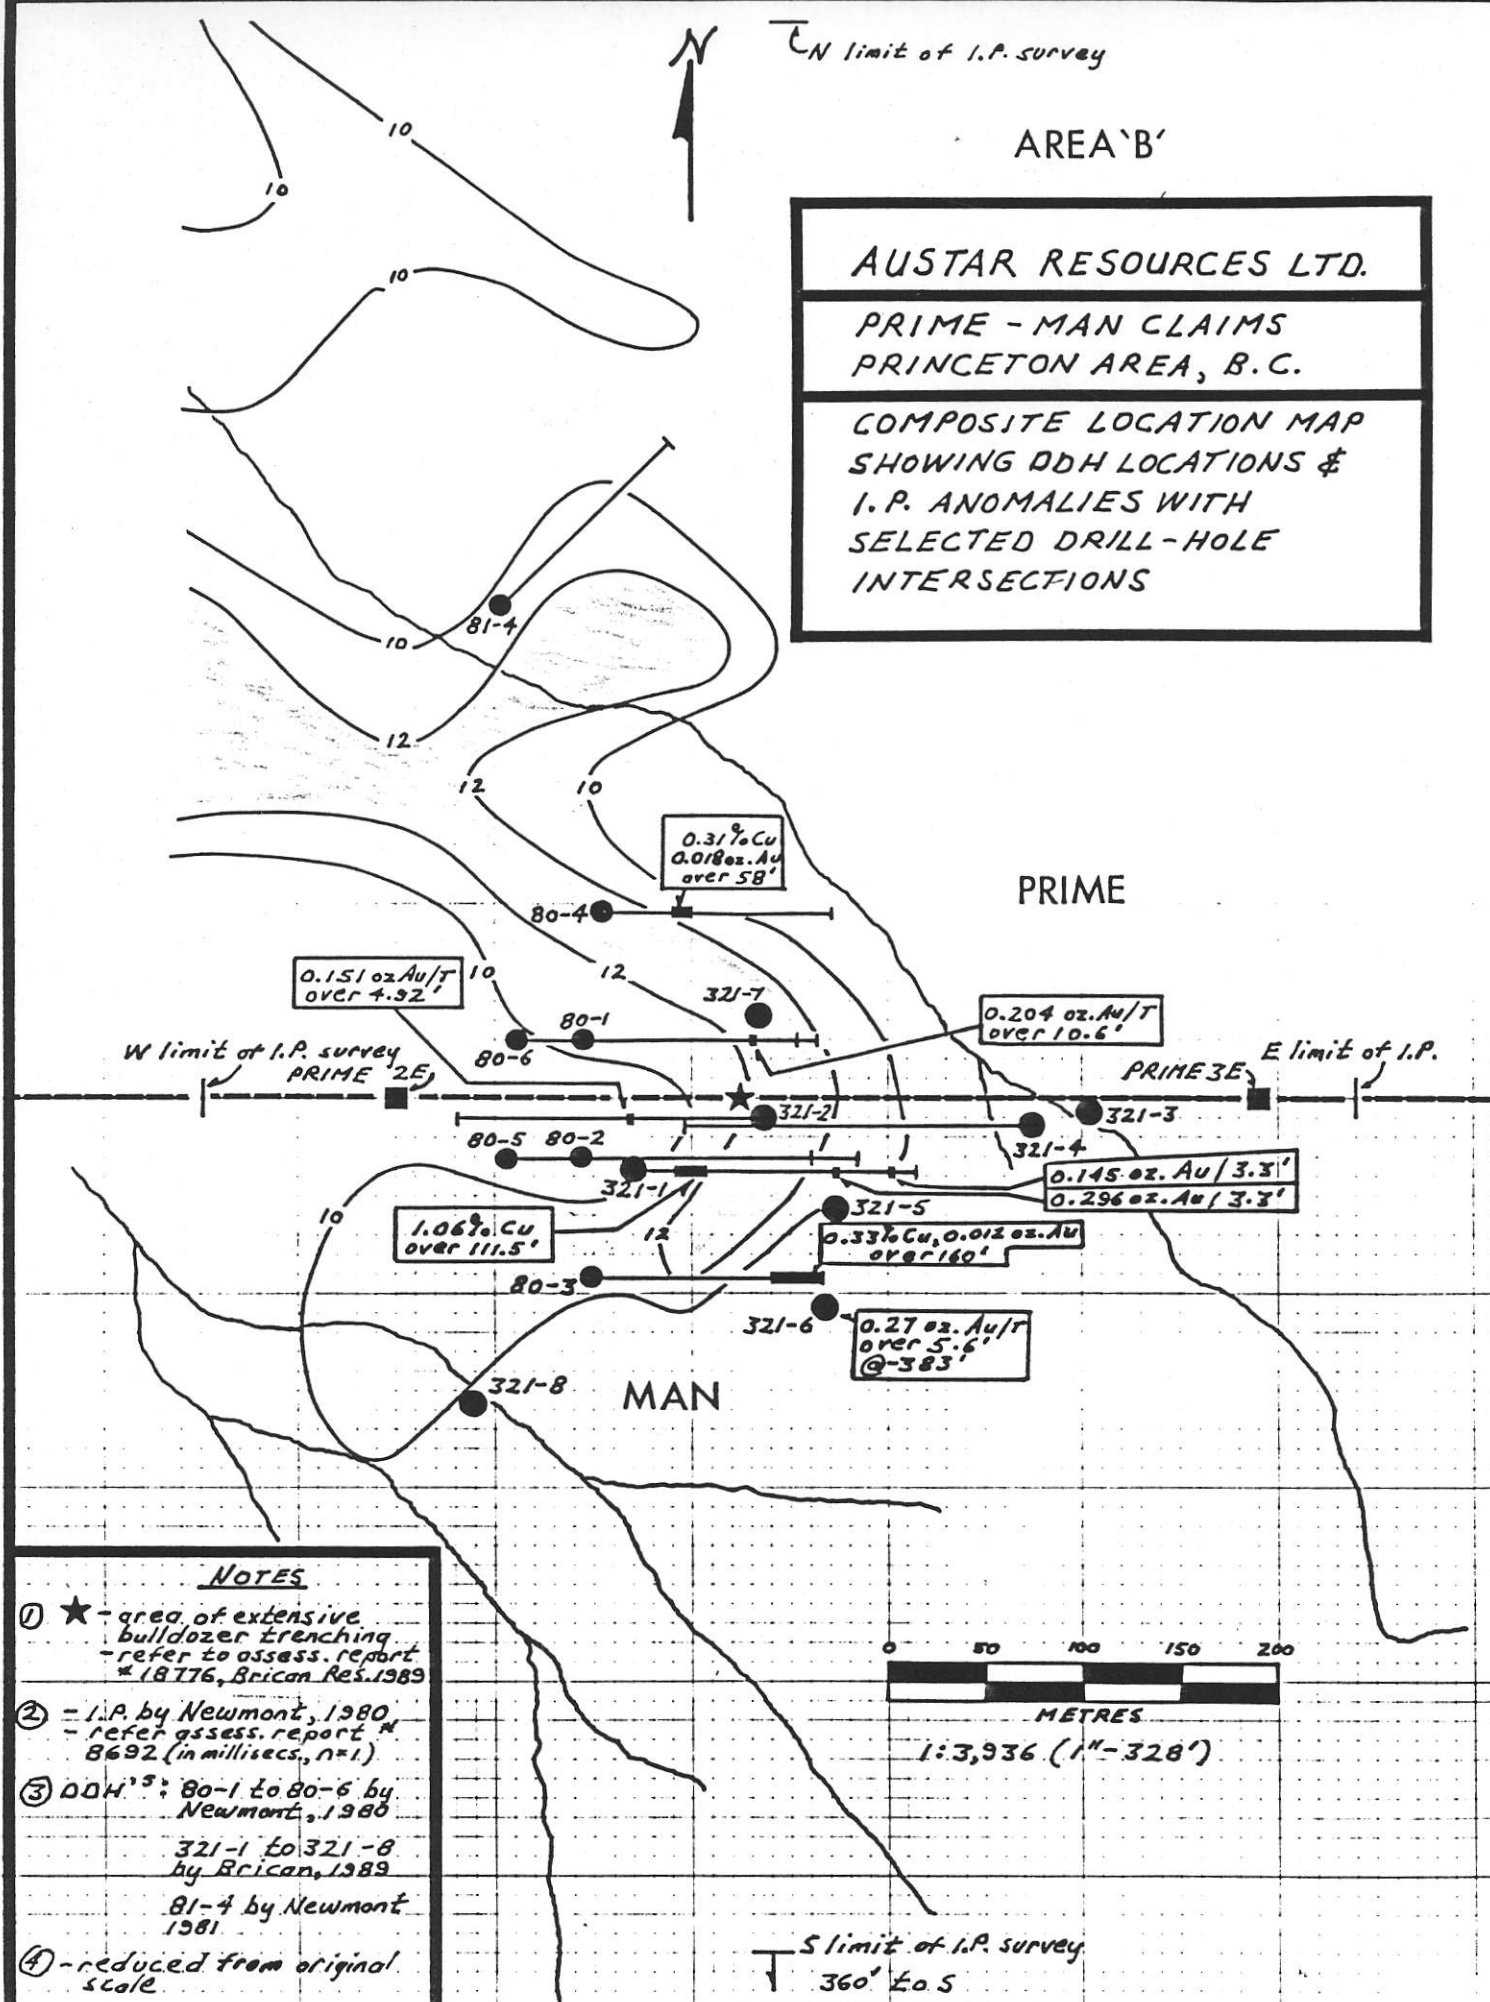 N
N limit of I.P. survey
AREA 'B'
AUSTAR RESOURCES LTD.
PRIME - MAN CLAIMS
PRINCETON AREA, B.C.
COMPOSITE LOCATION MAP
SHOWING DDH LOCATIONS &
I.P. ANOMALIES WITH
SELECTED DRILL-HOLE
INTERSECTIONS
10
10
10
81-4
10
12
12
10
0.31% Cu
0.018 oz. Au
over 58'
PRIME
80-4
0.151 oz Au/T
over 4.92'
10
12
321-7
0.204 oz. Au/T
over 10.6'
80-1
80-6
W limit of I.P. survey
PRIME 2E
PRIME 3E
E limit of I.P.
321-2
321-3
321-4
80-5
80-2
321-1
0.145 oz. Au / 3.3'
0.296 oz. Au / 3.3'
10
1.06% Cu
over 111.5'
12
321-5
0.33% Cu, 0.012 oz. Au
over 160'
80-3
321-6
0.27 oz. Au/T
over 5.6'
@-383'
321-8
MAN
NOTES
① ★ - area of extensive
bulldozer trenching
- refer to assess. report
# 18776, Brican Res. 1989
② - I.P. by Newmont, 1980
- refer assess. report #
8692 (in millisecs., n=1)
③ DDH'S: 80-1 to 80-6 by
Newmont, 1980
321-1 to 321-8
by Brican, 1989
81-4 by Newmont
1981
④ - reduced from original
scale
0 50 100 150 200
METRES
1:3,936 (1"-328')
S limit of I.P. survey
360' to S